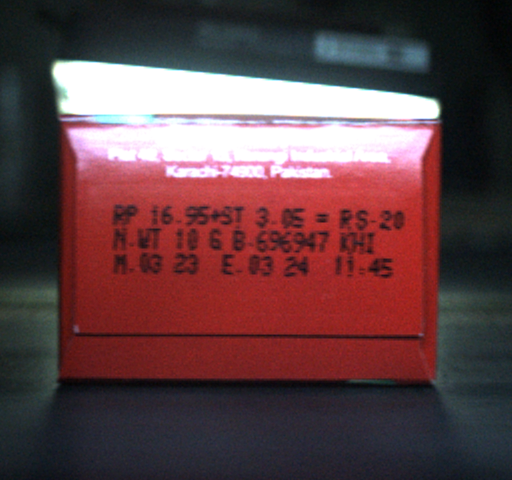 Karachi-74900, Pakistan.
RP 16.95+ST 3.05 = RS-20
N.WT 10 G B-696947 KHI
M.03 23 E.03 24 11:45